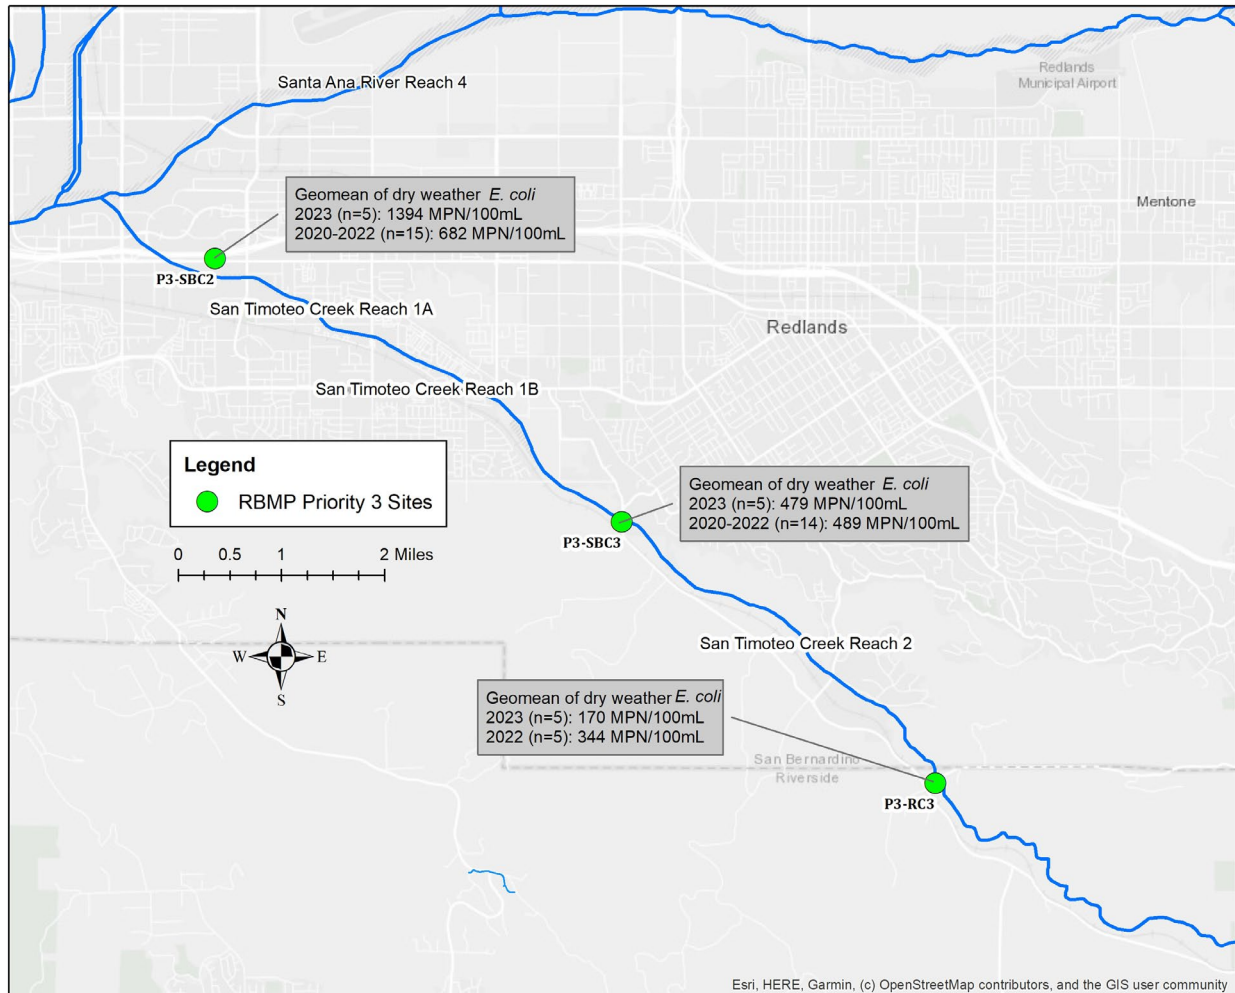 Santa Ana River Reach 4
Redlands
Municipal Airport
Geomean of dry weather E. coli
2023 (n=5): 1394 MPN/100mL
2020-2022 (n=15): 682 MPN/100mL
Mentone
P3-SBC2
San Timoteo Creek Reach 1A
Redlands
San Timoteo Creek Reach 1B
Legend
RBMP Priority 3 Sites
Geomean of dry weather E. coli
2023 (n=5): 479 MPN/100mL
2020-2022 (n=14): 489 MPN/100mL
P3-SBC3
0 0.5 1 2 Miles
N
W E
S
San Timoteo Creek Reach 2
Geomean of dry weather E. coli
2023 (n=5): 170 MPN/100mL
2022 (n=5): 344 MPN/100mL
San Bernardino
Riverside
P3-RC3
Esri, HERE, Garmin, (c) OpenStreetMap contributors, and the GIS user community